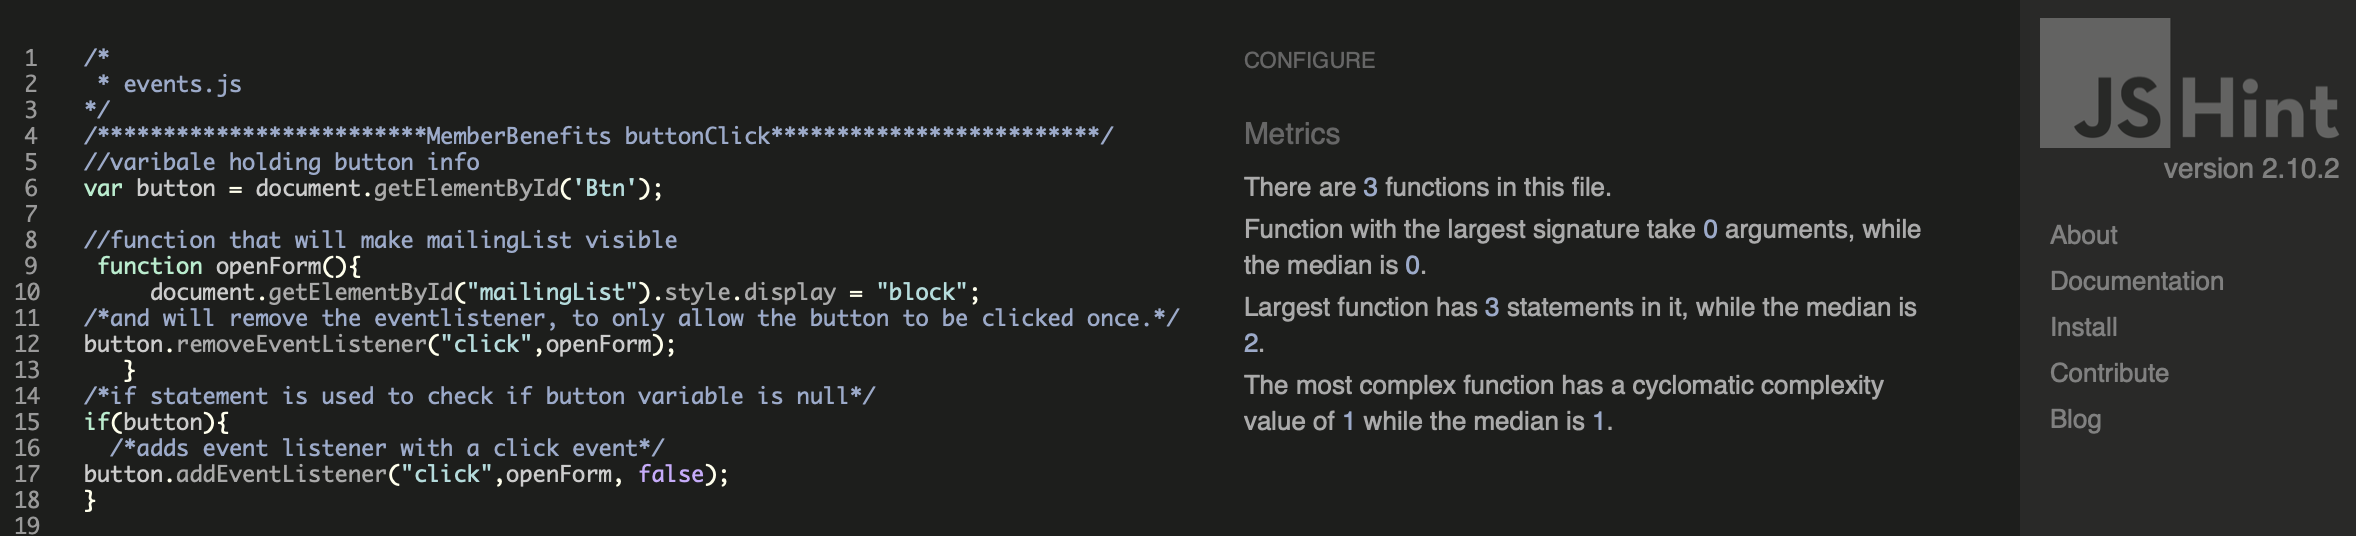 1 /*
2 * events.js
3 */
4 /*************************MemberBenefits buttonClick*************************/
5 //varibale holding button info
6 var button = document.getElementById('Btn');
7
8 //function that will make mailingList visible
9 function openForm(){
10 document.getElementById("mailingList").style.display = "block";
11 /*and will remove the eventlistener, to only allow the button to be clicked once.*/
12 button.removeEventListener("click",openForm);
13 }
14 /*if statement is used to check if button variable is null*/
15 if(button){
16 /*adds event listener with a click event*/
17 button.addEventListener("click",openForm, false);
18 }
19
CONFIGURE
Metrics
There are 3 functions in this file.
Function with the largest signature take 0 arguments, while
the median is 0.
Largest function has 3 statements in it, while the median is
2.
The most complex function has a cyclomatic complexity
value of 1 while the median is 1.
JSHint
version 2.10.2
About
Documentation
Install
Contribute
Blog